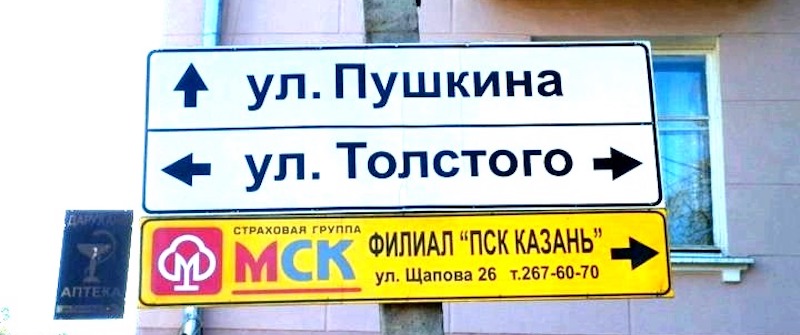 ул. Пушкина
ул. Толстого
СТРАХОВАЯ ГРУППА
МСК
ФИЛИАЛ "ПСК КАЗАНЬ"
ул. Щапова 26 т.267-60-70
АПТЕКА